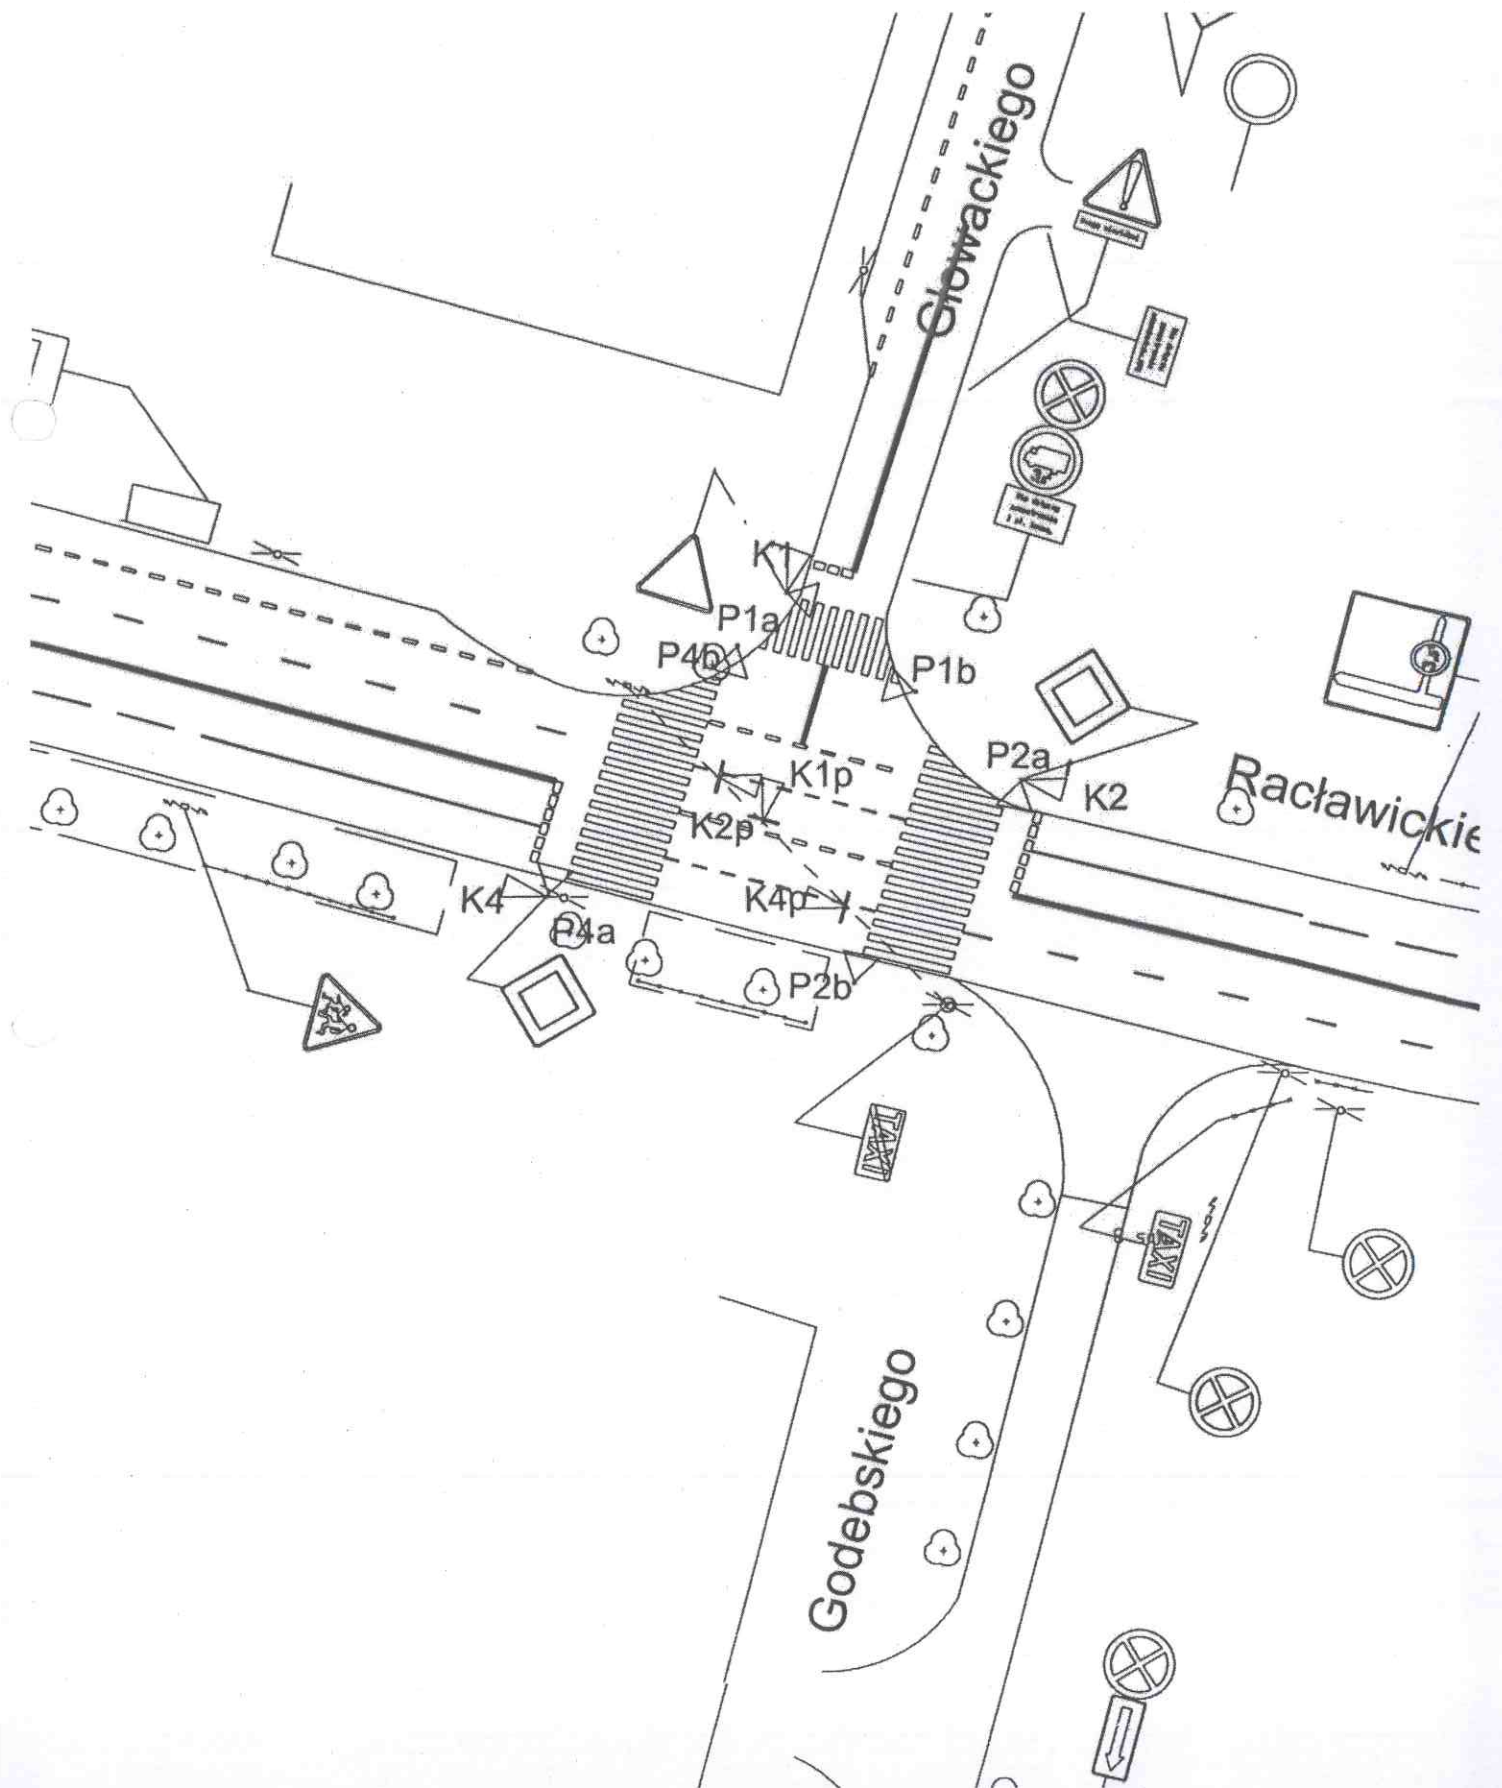 Głowackiego
K1
P1a
P4b
P1b
P2a
K1p
K2
Racławickie
K2p
K4
K4p
P4a
P2b
TAXI
TAXI
Godebskiego